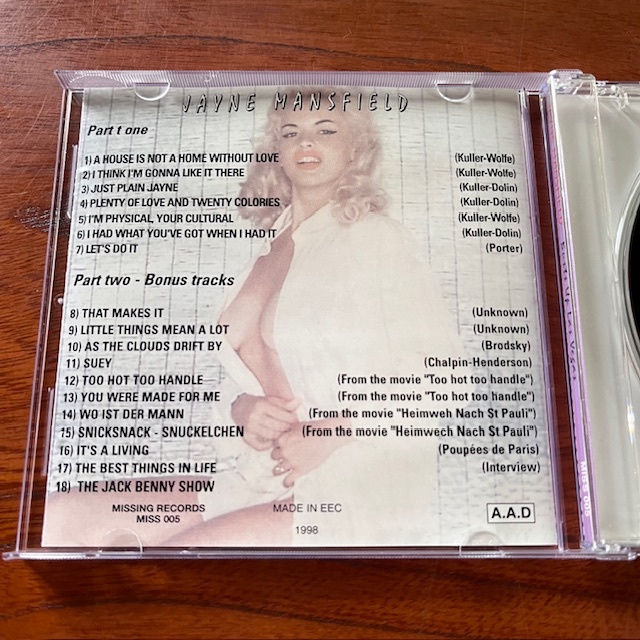 JAYNE MANSFIELD
Part t one
1) A HOUSE IS NOT A HOME WITHOUT LOVE (Kuller-Wolfe)
2) I THINK I'M GONNA LIKE IT THERE (Kuller-Wolfe)
3) JUST PLAIN JAYNE (Kuller-Dolin)
4) PLENTY OF LOVE AND TWENTY COLORIES (Kuller-Dolin)
5) I'M PHYSICAL, YOUR CULTURAL (Kuller-Wolfe)
6) I HAD WHAT YOU'VE GOT WHEN I HAD IT (Kuller-Dolin)
7) LET'S DO IT (Porter)
Part two - Bonus tracks
8) THAT MAKES IT (Unknown)
9) LITTLE THINGS MEAN A LOT (Unknown)
10) AS THE CLOUDS DRIFT BY (Brodsky)
11) SUEY (Chalpin-Henderson)
12) TOO HOT TOO HANDLE (From the movie "Too hot too handle")
13) YOU WERE MADE FOR ME (From the movie "Too hot too handle")
14) WO IST DER MANN (From the movie "Heimweh Nach St Pauli")
15) SNICKSNACK - SNUCKELCHEN (From the movie "Heimwech Nach St Pauli")
16) IT'S A LIVING (Poupées de Paris)
17) THE BEST THINGS IN LIFE (Interview)
18) THE JACK BENNY SHOW
MISSING RECORDS MADE IN EEC A.A.D
MISS 005
1998